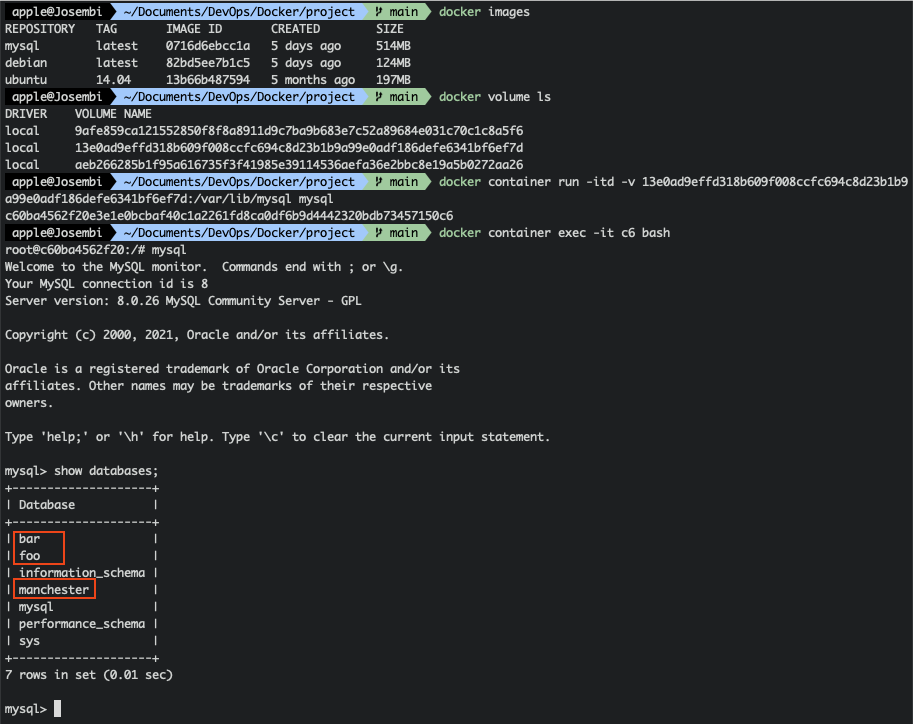 apple@Josembi ~/Documents/DevOps/Docker/project main docker images
REPOSITORY TAG IMAGE ID CREATED SIZE
mysql latest 0716d6ebcc1a 5 days ago 514MB
debian latest 82bd5ee7b1c5 5 days ago 124MB
ubuntu 14.04 13b66b487594 5 months ago 197MB
apple@Josembi ~/Documents/DevOps/Docker/project main docker volume ls
DRIVER VOLUME NAME
local 9afe859ca121552850f8f8a8911d9c7ba9b683e7c52a89684e031c70c1c8a5f6
local 13e0ad9effd318b609f008ccfc694c8d23b1b9a99e0adf186defe6341bf6ef7d
local aeb266285b1f95a616735f3f41985e39114536aefa36e2bbc8e19a5b0272aa26
apple@Josembi ~/Documents/DevOps/Docker/project main docker container run -itd -v 13e0ad9effd318b609f008ccfc694c8d23b1b9
a99e0adf186defe6341bf6ef7d:/var/lib/mysql mysql
c60ba4562f20e3e1e0bcbaf40c1a2261fd8ca0df6b9d4442320bdb73457150c6
apple@Josembi ~/Documents/DevOps/Docker/project main docker container exec -it c6 bash
root@c60ba4562f20:/# mysql
Welcome to the MySQL monitor. Commands end with ; or \g.
Your MySQL connection id is 8
Server version: 8.0.26 MySQL Community Server - GPL
Copyright (c) 2000, 2021, Oracle and/or its affiliates.
Oracle is a registered trademark of Oracle Corporation and/or its
affiliates. Other names may be trademarks of their respective
owners.
Type 'help;' or '\h' for help. Type '\c' to clear the current input statement.
mysql> show databases;
+--------------------+
| Database |
+--------------------+
| bar |
| foo |
| information_schema |
| manchester |
| mysql |
| performance_schema |
| sys |
+--------------------+
7 rows in set (0.01 sec)
mysql>